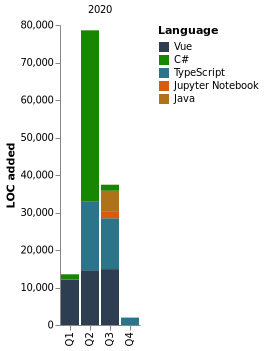 2020
Language
Vue
C#
TypeScript
Jupyter Notebook
Java
LOC added
80,000
70,000
60,000
50,000
40,000
30,000
20,000
10,000
0
Q1
Q2
Q3
Q4